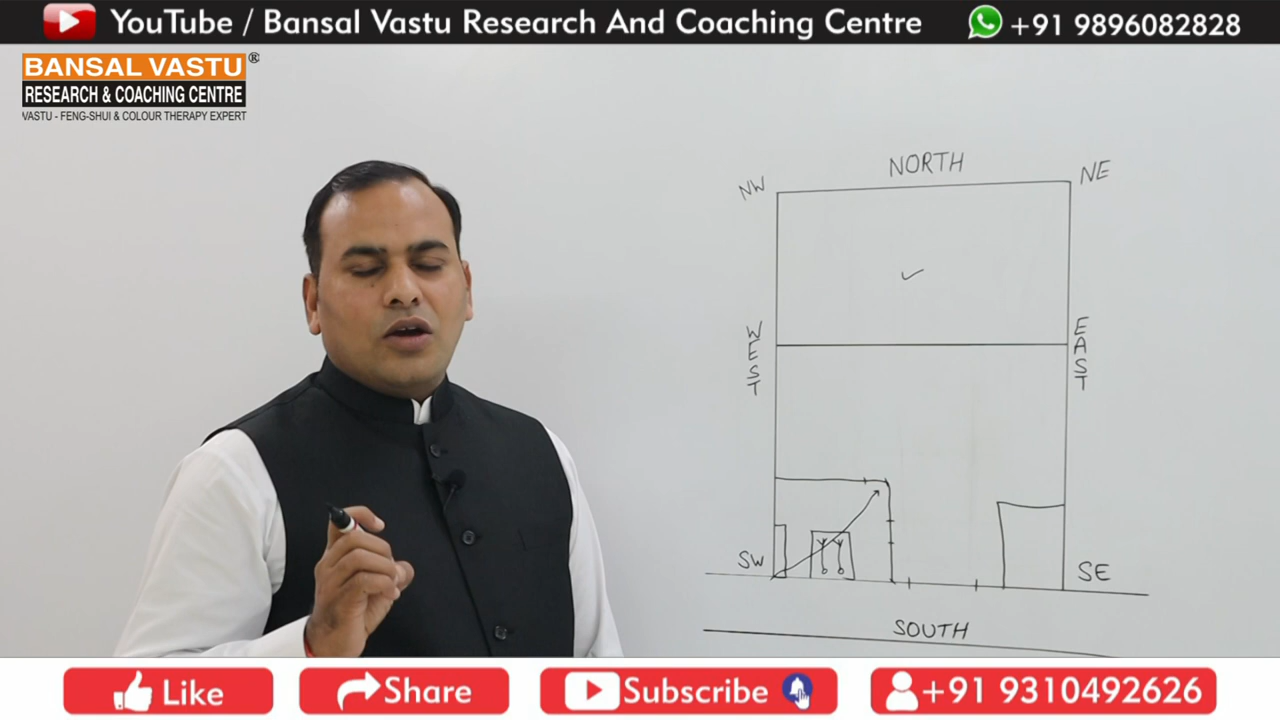 YouTube / Bansal Vastu Research And Coaching Centre +91 9896082828
BANSAL VASTU®
RESEARCH & COACHING CENTRE
VASTU - FENG-SHUI & COLOUR THERAPY EXPERT
NORTH
NW
NE
WEST
EAST
SW
SE
SOUTH
Like
Share
Subscribe
+91 9310492626